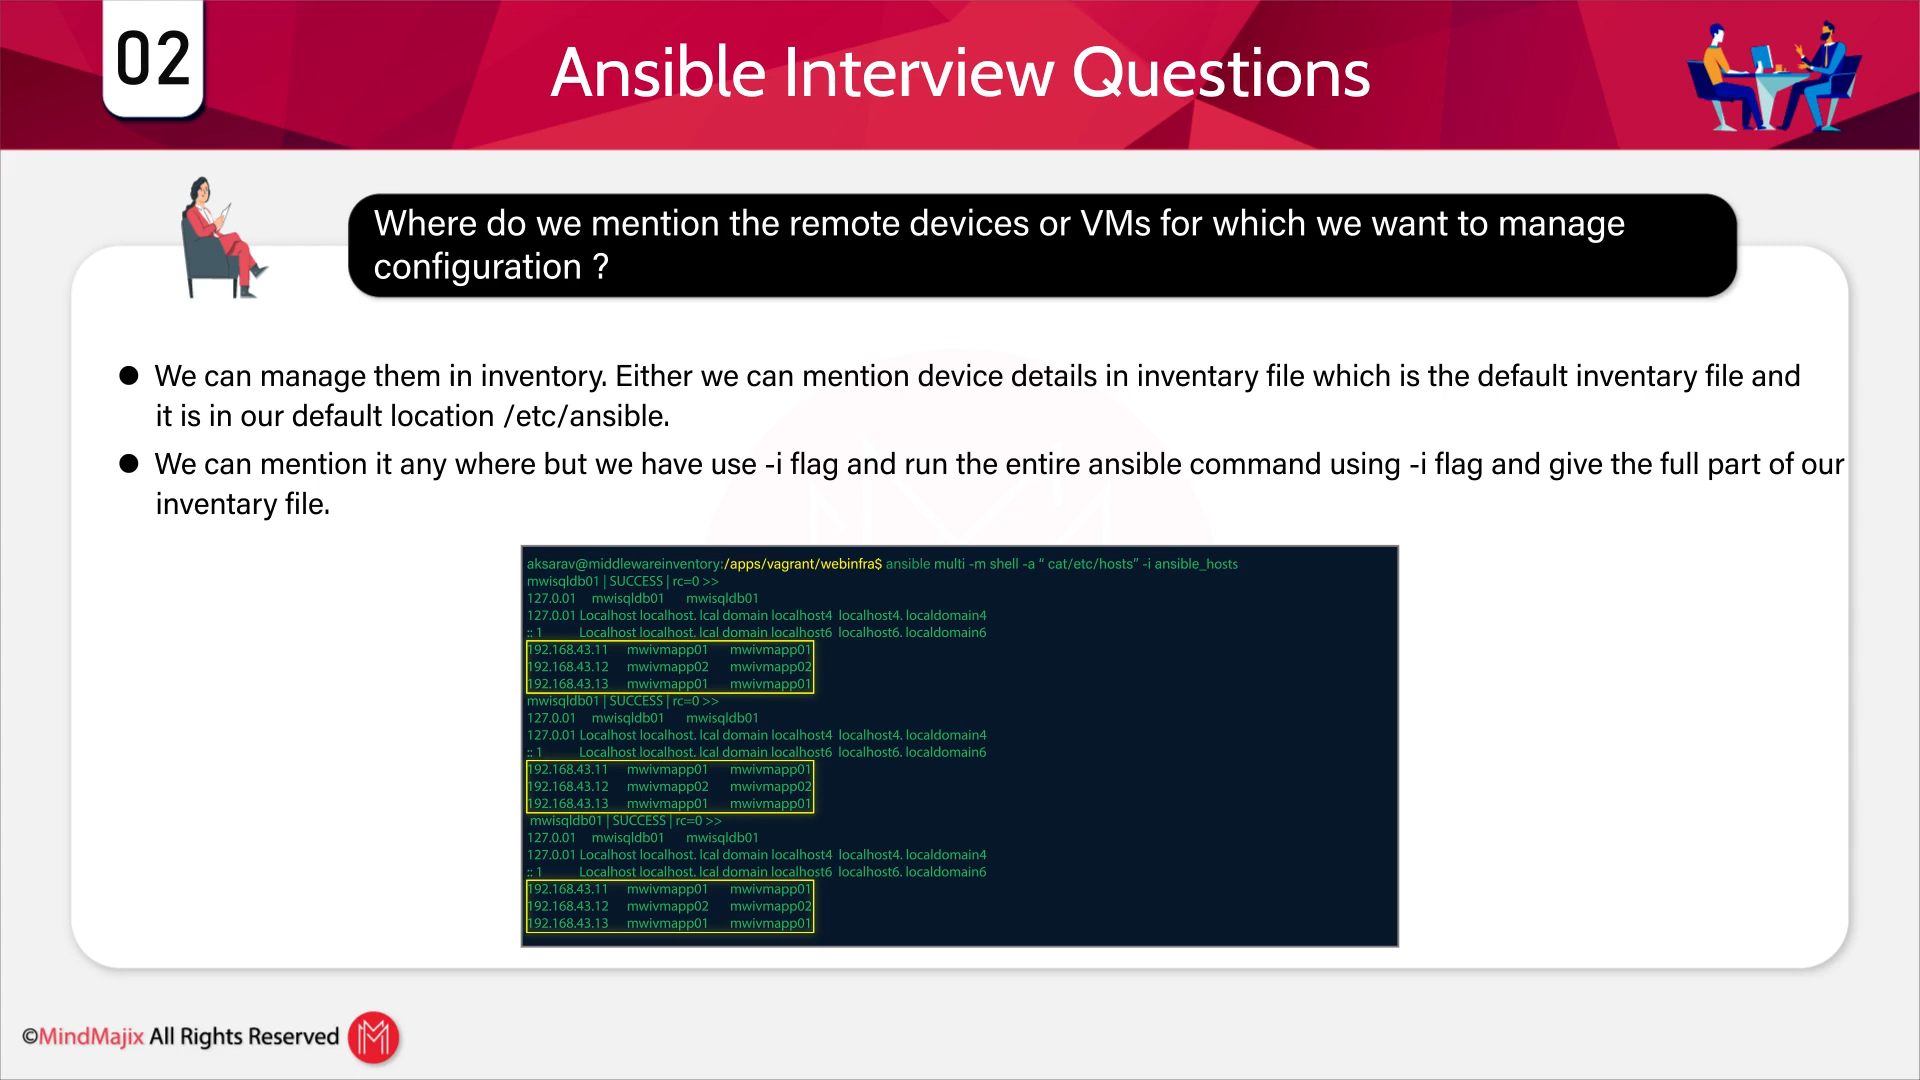 02
Ansible Interview Questions
Where do we mention the remote devices or VMs for which we want to manage
configuration ?
● We can manage them in inventory. Either we can mention device details in inventary file which is the default inventary file and
it is in our default location /etc/ansible.
● We can mention it any where but we have use -i flag and run the entire ansible command using -i flag and give the full part of our
inventary file.
aksarav@middlewareinventory:/apps/vagrant/webinfra$ ansible multi -m shell -a “ cat/etc/hosts” -i ansible_hosts
mwisqldb01 | SUCCESS | rc=0 >>
127.0.01 mwisqldb01 mwisqldb01
127.0.01 Localhost localhost. lcal domain localhost4 localhost4. localdomain4
:: 1 Localhost localhost. lcal domain localhost6 localhost6. localdomain6
192.168.43.11 mwivmapp01 mwivmapp01
192.168.43.12 mwivmapp02 mwivmapp02
192.168.43.13 mwivmapp01 mwivmapp01
mwisqldb01 | SUCCESS | rc=0 >>
127.0.01 mwisqldb01 mwisqldb01
127.0.01 Localhost localhost. lcal domain localhost4 localhost4. localdomain4
:: 1 Localhost localhost. lcal domain localhost6 localhost6. localdomain6
192.168.43.11 mwivmapp01 mwivmapp01
192.168.43.12 mwivmapp02 mwivmapp02
192.168.43.13 mwivmapp01 mwivmapp01
mwisqldb01 | SUCCESS | rc=0 >>
127.0.01 mwisqldb01 mwisqldb01
127.0.01 Localhost localhost. lcal domain localhost4 localhost4. localdomain4
:: 1 Localhost localhost. lcal domain localhost6 localhost6. localdomain6
192.168.43.11 mwivmapp01 mwivmapp01
192.168.43.12 mwivmapp02 mwivmapp02
192.168.43.13 mwivmapp01 mwivmapp01
©MindMajix All Rights Reserved